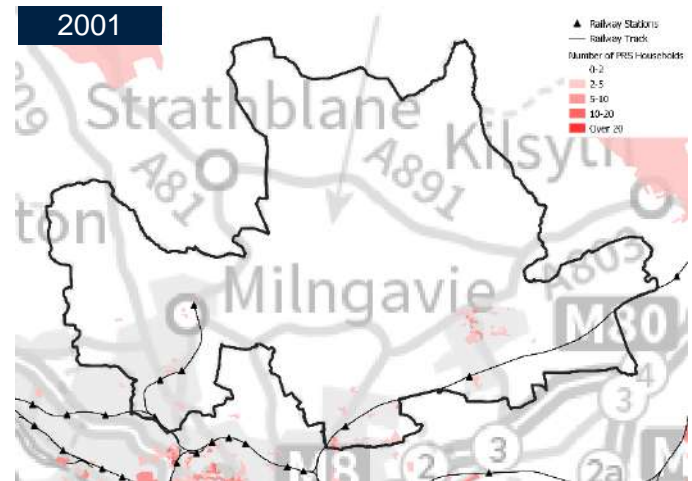 2001
Railway Stations
Railway Track
Number of PRS Households
0-2
2-5
5-10
10-20
Over 20
Strathblane
Kilsyth
A81
A891
ton
A803
Milngavie
M80
4
3
M8
2
3
2a
M